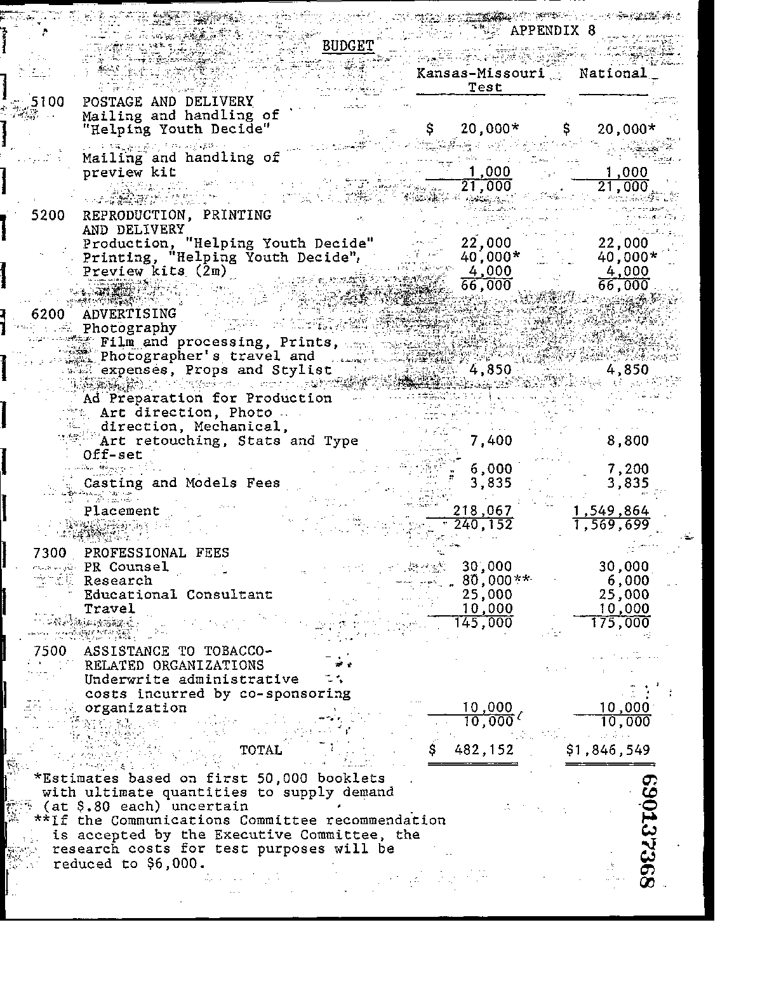 APPENDIX 8
BUDGET
Kansas-Missouri National
Test
5100 POSTAGE AND DELIVERY
Mailing and handling of
"Helping Youth Decide" $ 20,000* $ 20,000*
Mailing and handling of
preview kit 1,000 1,000
21,000 21,000
5200 REPRODUCTION, PRINTING
AND DELIVERY
Production, "Helping Youth Decide" 22,000 22,000
Printing, "Helping Youth Decide", 40,000* 40,000*
Preview kits (2m) 4,000 4,000
66,000 66,000
6200 ADVERTISING
Photography
Film and processing, Prints,
Photographer's travel and
expenses, Props and Stylist 4,850 4,850
Ad Preparation for Production
Art direction, Photo
direction, Mechanical,
Art retouching, Stats and Type 7,400 8,800
Off-set
6,000 7,200
Casting and Models Fees 3,835 3,835
Placement 218,067 1,549,864
240,152 1,569,699
7300 PROFESSIONAL FEES
PR Counsel 30,000 30,000
Research 80,000** 6,000
Educational Consultant 25,000 25,000
Travel 10,000 10,000
145,000 175,000
7500 ASSISTANCE TO TOBACCO-
RELATED ORGANIZATIONS
Underwrite administrative
costs incurred by co-sponsoring
organization 10,000 10,000
10,000 10,000
TOTAL $ 482,152 $1,846,549
*Estimates based on first 50,000 booklets
with ultimate quantities to supply demand
(at $.80 each) uncertain
**If the Communications Committee recommendation
is accepted by the Executive Committee, the
research costs for test purposes will be
reduced to $6,000.
690137368